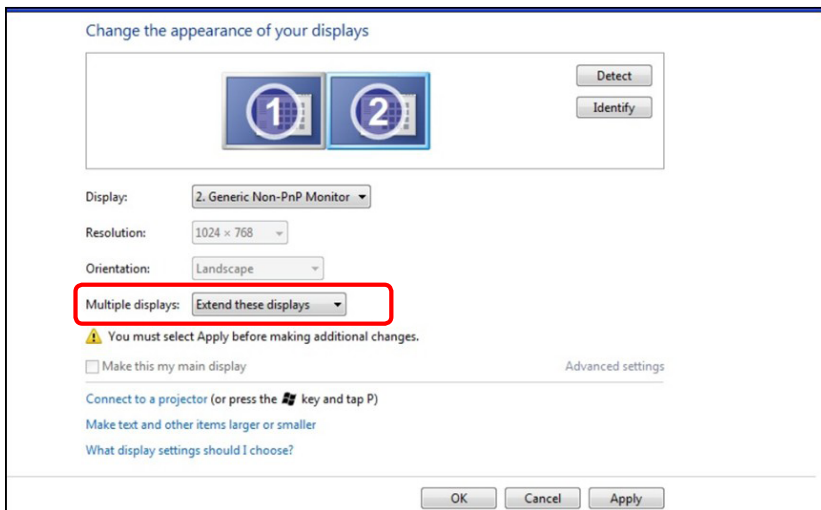 Change the appearance of your displays
1
2
Detect
Identify
Display: 2. Generic Non-PnP Monitor
Resolution: 1024 × 768
Orientation: Landscape
Multiple displays: Extend these displays
You must select Apply before making additional changes.
Make this my main display Advanced settings
Connect to a projector (or press the key and tap P)
Make text and other items larger or smaller
What display settings should I choose?
OK Cancel Apply